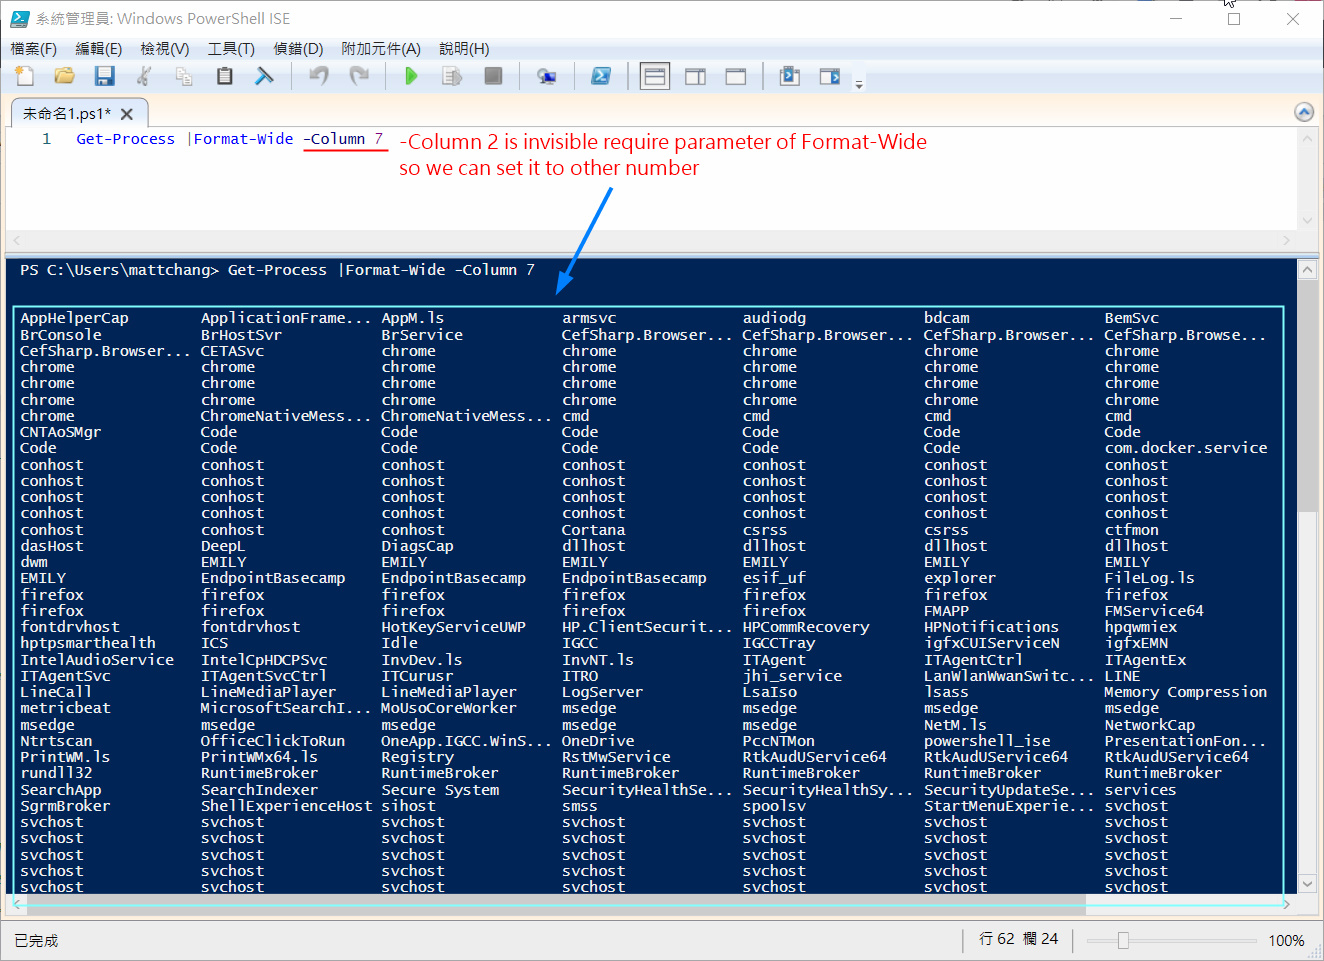 系統管理員: Windows PowerShell ISE
檔案(F) 編輯(E) 檢視(V) 工具(T) 偵錯(D) 附加元件(A) 說明(H)
未命名1.ps1*
1 Get-Process |Format-Wide -Column 7
-Column 2 is invisible require parameter of Format-Wide
so we can set it to other number
PS C:\Users\mattchang> Get-Process |Format-Wide -Column 7
AppHelperCap ApplicationFrame... AppM.ls armsvc audiodg bdcam BemSvc
BrConsole BrHostSvr BrService CefSharp.Browser... CefSharp.Browser... CefSharp.Browser... CefSharp.Browse...
CefSharp.Browser... CETASvc chrome chrome chrome chrome chrome
chrome chrome chrome chrome chrome chrome chrome
chrome chrome chrome chrome chrome chrome chrome
chrome chrome chrome chrome chrome chrome chrome
chrome ChromeNativeMess... ChromeNativeMess... cmd cmd cmd cmd
CNTAoSMgr Code Code Code Code Code Code
Code Code Code Code Code Code com.docker.service
conhost conhost conhost conhost conhost conhost conhost
conhost conhost conhost conhost conhost conhost conhost
conhost conhost conhost conhost conhost conhost conhost
conhost conhost conhost conhost conhost conhost conhost
conhost conhost conhost Cortana csrss csrss ctfmon
dasHost DeepL DiagsCap dllhost dllhost dllhost dllhost
dwm EMILY EMILY EMILY EMILY EMILY EMILY
EMILY EndpointBasecamp EndpointBasecamp EndpointBasecamp esif_uf explorer FileLog.ls
firefox firefox firefox firefox firefox firefox firefox
firefox firefox firefox firefox firefox FMAPP FMService64
fontdrvhost fontdrvhost HotKeyServiceUWP HP.ClientSecurit... HPCommRecovery HPNotifications hpqwmiex
hptpsmarthealth ICS Idle IGCC IGCCTray igfxCUIServiceN igfxEMN
IntelAudioService IntelCpHDCPSvc InvDev.ls InvNT.ls ITAgent ITAgentCtrl ITAgentEx
ITAgentSvc ITAgentSvcCtrl ITCurusr ITRO jhi_service LanWlanWwanSwitc... LINE
LineCall LineMediaPlayer LineMediaPlayer LogServer LsaIso lsass Memory Compression
metricbeat MicrosoftSearchI... MoUsoCoreWorker msedge msedge msedge msedge
msedge msedge msedge msedge msedge NetM.ls NetworkCap
Ntrtscan OfficeClickToRun OneApp.IGCC.WinS... OneDrive PccNTMon powershell_ise PresentationFon...
PrintWM.ls PrintWMx64.ls Registry RstMwService RtkAudUService64 RtkAudUService64 RtkAudUService64
rundll32 RuntimeBroker RuntimeBroker RuntimeBroker RuntimeBroker RuntimeBroker RuntimeBroker
SearchApp SearchIndexer Secure System SecurityHealthSe... SecurityHealthSy... SecurityUpdateSe... services
SgrmBroker ShellExperienceHost sihost smss spoolsv StartMenuExperie... svchost
svchost svchost svchost svchost svchost svchost svchost
svchost svchost svchost svchost svchost svchost svchost
svchost svchost svchost svchost svchost svchost svchost
svchost svchost svchost svchost svchost svchost svchost
svchost svchost svchost svchost svchost svchost svchost
已完成 行 62 欄 24 100%